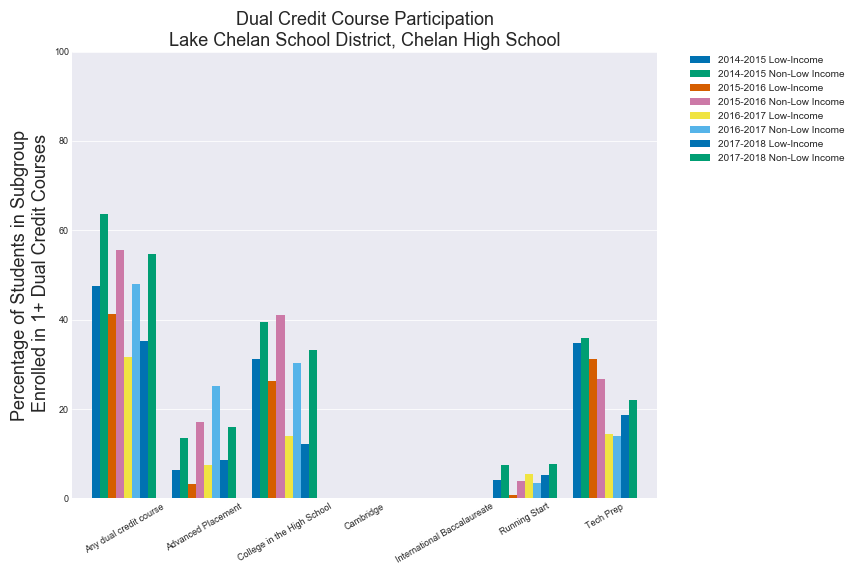 Dual Credit Course Participation
Lake Chelan School District, Chelan High School
Percentage of Students in Subgroup
Enrolled in 1+ Dual Credit Courses
100
80
60
40
20
0
Any dual credit course
Advanced Placement
College in the High School
Cambridge
International Baccalaureate
Running Start
Tech Prep
2014-2015 Low-Income
2014-2015 Non-Low Income
2015-2016 Low-Income
2015-2016 Non-Low Income
2016-2017 Low-Income
2016-2017 Non-Low Income
2017-2018 Low-Income
2017-2018 Non-Low Income